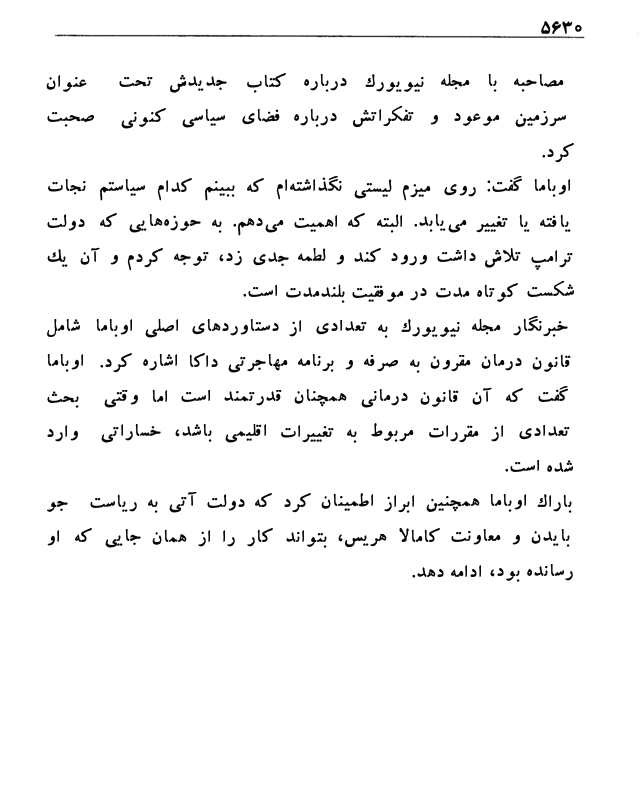 ۵۶۳۰
مصاحبه با مجله نیویورك درباره کتاب جدیدش تحت عنوان
سرزمین موعود و تفکراتش درباره فضای سیاسی کنونی صحبت
کرد.
اوباما گفت: روی میزم لیستی نگذاشته‌ام که ببینم کدام سیاستم نجات
یافته یا تغییر می‌یابد. البته که اهمیت می‌دهم. به حوزه‌هایی که دولت
ترامپ تلاش داشت ورود کند و لطمه جدی زد، توجه کردم و آن یك
شکست کوتاه مدت در موفقیت بلندمدت است.
خبرنگار مجله نیویورك به تعدادی از دستاوردهای اصلی اوباما شامل
قانون درمان مقرون به صرفه و برنامه مهاجرتی داکا اشاره کرد. اوباما
گفت که آن قانون درمانی همچنان قدرتمند است اما وقتی بحث
تعدادی از مقررات مربوط به تغییرات اقلیمی باشد، خساراتی وارد
شده است.
باراك اوباما همچنین ابراز اطمینان کرد که دولت آتی به ریاست جو
بایدن و معاونت کامالا هریس، بتواند کار را از همان جایی که او
رسانده بود، ادامه دهد.